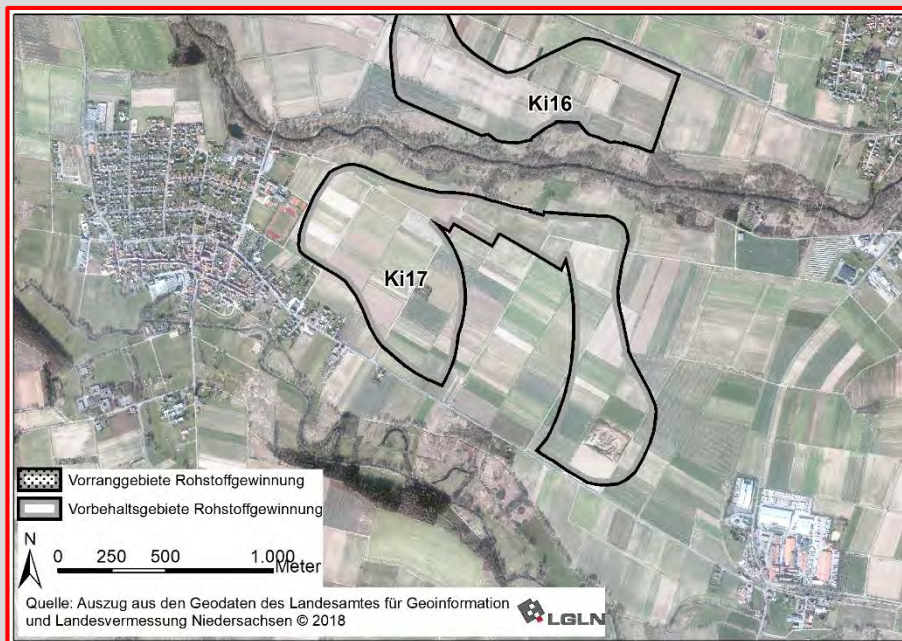 Ki16
Ki17
Vorranggebiete Rohstoffgewinnung
Vorbehaltsgebiete Rohstoffgewinnung
N
0 250 500 1.000
Meter
Quelle: Auszug aus den Geodaten des Landesamtes für Geoinformation
und Landesvermessung Niedersachsen © 2018
LGLN